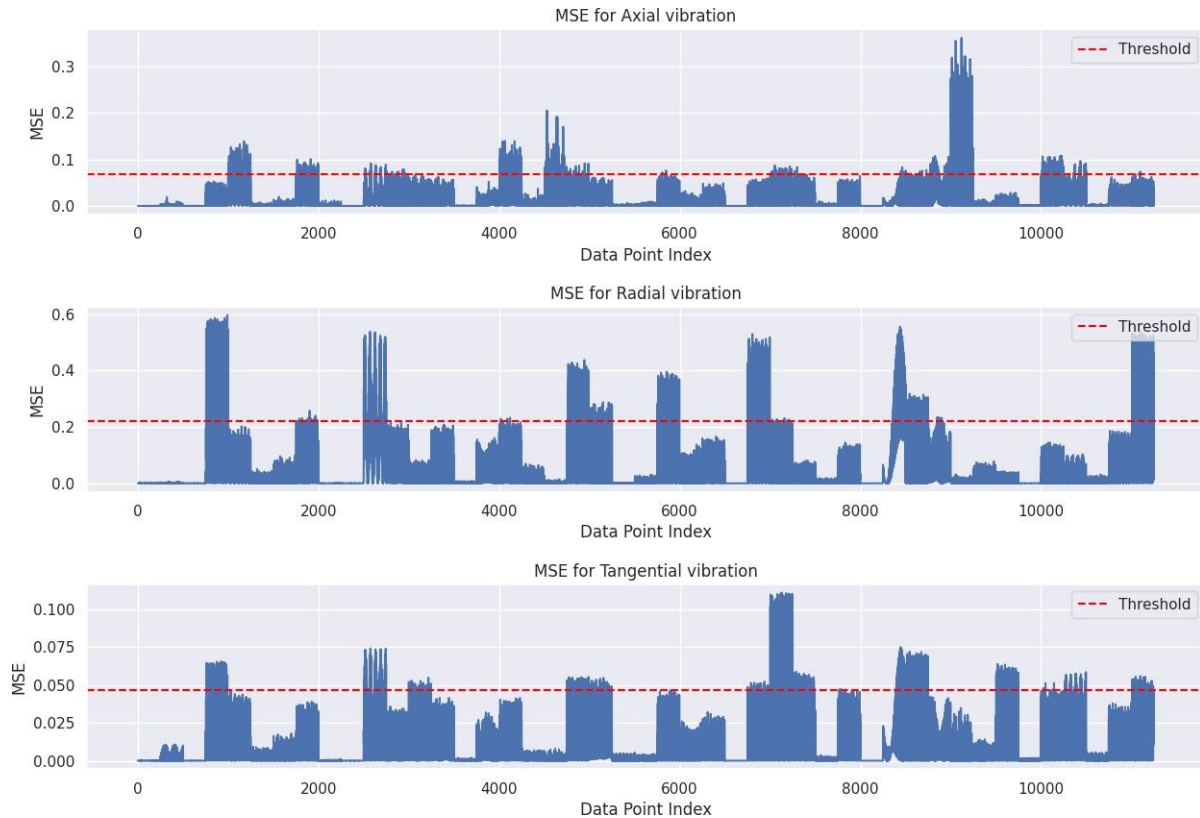 MSE for Axial vibration
Threshold
0.3
0.2
0.1
0.0
MSE
0 2000 4000 6000 8000 10000
Data Point Index
MSE for Radial vibration
Threshold
0.6
0.4
0.2
0.0
MSE
0 2000 4000 6000 8000 10000
Data Point Index
MSE for Tangential vibration
Threshold
0.100
0.075
0.050
0.025
0.000
MSE
0 2000 4000 6000 8000 10000
Data Point Index